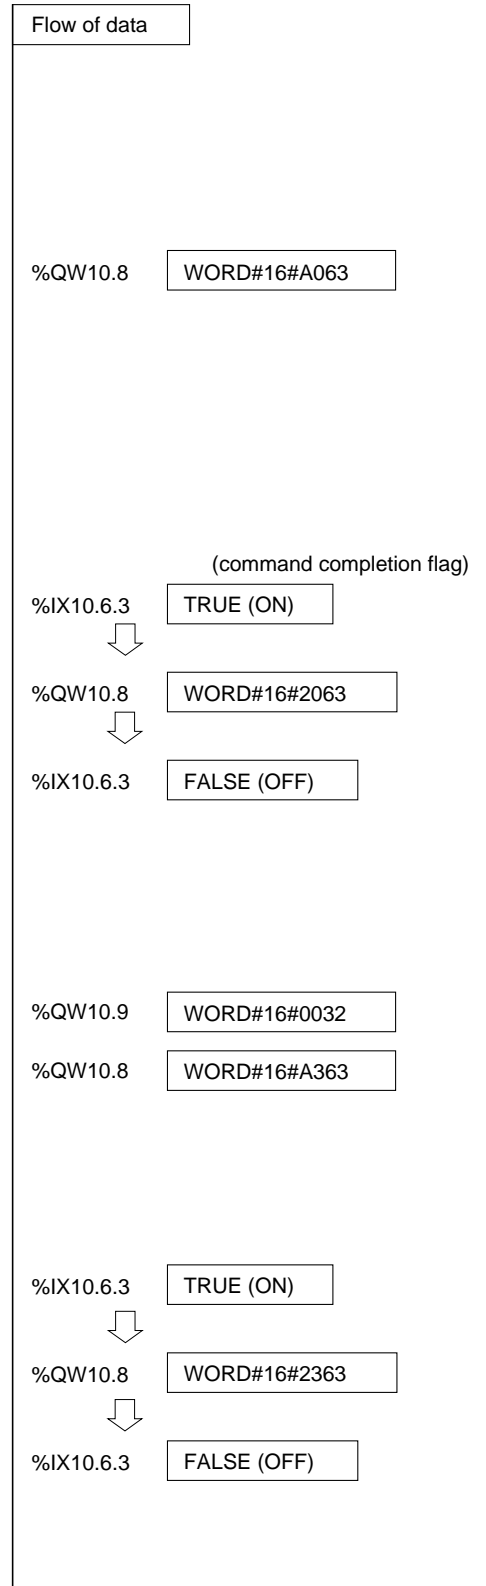 Flow of data
%QW10.8 WORD#16#A063
(command completion flag)
%IX10.6.3 TRUE (ON)
%QW10.8 WORD#16#2063
%IX10.6.3 FALSE (OFF)
%QW10.9 WORD#16#0032
%QW10.8 WORD#16#A363
%IX10.6.3 TRUE (ON)
%QW10.8 WORD#16#2363
%IX10.6.3 FALSE (OFF)